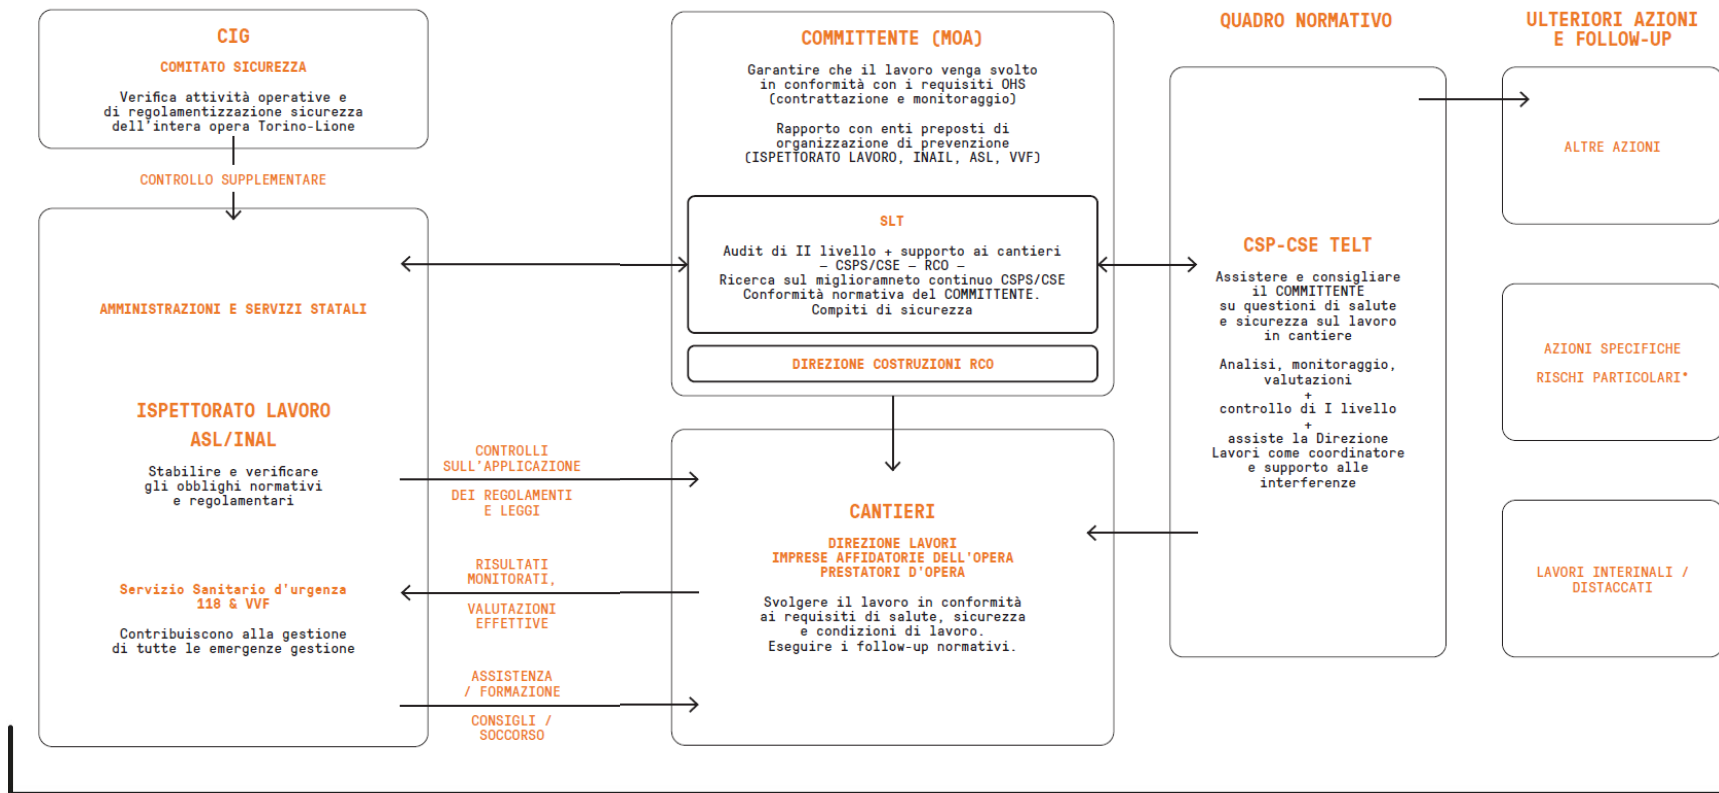 CIG
COMITATO SICUREZZA
Verifica attività operative e
di regolamentizzazione sicurezza
dell'intera opera Torino-Lione
CONTROLLO SUPPLEMENTARE
AMMINISTRAZIONI E SERVIZI STATALI
ISPETTORATO LAVORO
ASL/INAL
Stabilire e verificare
gli obblighi normativi
e regolamentari
Servizio Sanitario d'urgenza
118 & VVF
Contribuiscono alla gestione
di tutte le emergenze gestione
CONTROLLI
SULL'APPLICAZIONE
DEI REGOLAMENTI
E LEGGI
RISULTATI
MONITORATI,
VALUTAZIONI
EFFETTIVE
ASSISTENZA
/ FORMAZIONE
CONSIGLI /
SOCCORSO
COMMITTENTE (MOA)
Garantire che il lavoro venga svolto
in conformità con i requisiti OHS
(contrattazione e monitoraggio)
Rapporto con enti preposti di
organizzazione di prevenzione
(ISPETTORATO LAVORO, INAIL, ASL, VVF)
SLT
Audit di II livello + supporto ai cantieri
– CSPS/CSE – RCO –
Ricerca sul miglioramneto continuo CSPS/CSE
Conformità normativa del COMMITTENTE.
Compiti di sicurezza
DIREZIONE COSTRUZIONI RCO
CANTIERI
DIREZIONE LAVORI
IMPRESE AFFIDATORIE DELL'OPERA
PRESTATORI D'OPERA
Svolgere il lavoro in conformità
ai requisiti di salute, sicurezza
e condizioni di lavoro.
Eseguire i follow-up normativi.
QUADRO NORMATIVO
CSP-CSE TELT
Assistere e consigliare
il COMMITTENTE
su questioni di salute
e sicurezza sul lavoro
in cantiere
Analisi, monitoraggio,
valutazioni
+
controllo di I livello
+
assiste la Direzione
Lavori come coordinatore
e supporto alle
interferenze
ULTERIORI AZIONI
E FOLLOW-UP
ALTRE AZIONI
AZIONI SPECIFICHE
RISCHI PARTICOLARI*
LAVORI INTERINALI /
DISTACCATI